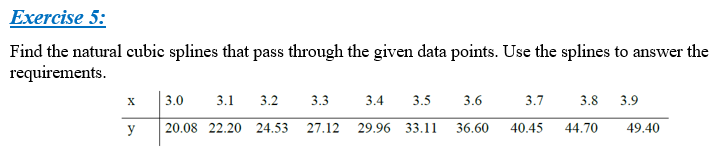 Exercise 5:
Find the natural cubic splines that pass through the given data points. Use the splines to answer the
requirements.
x 3.0 3.1 3.2 3.3 3.4 3.5 3.6 3.7 3.8 3.9
y 20.08 22.20 24.53 27.12 29.96 33.11 36.60 40.45 44.70 49.40